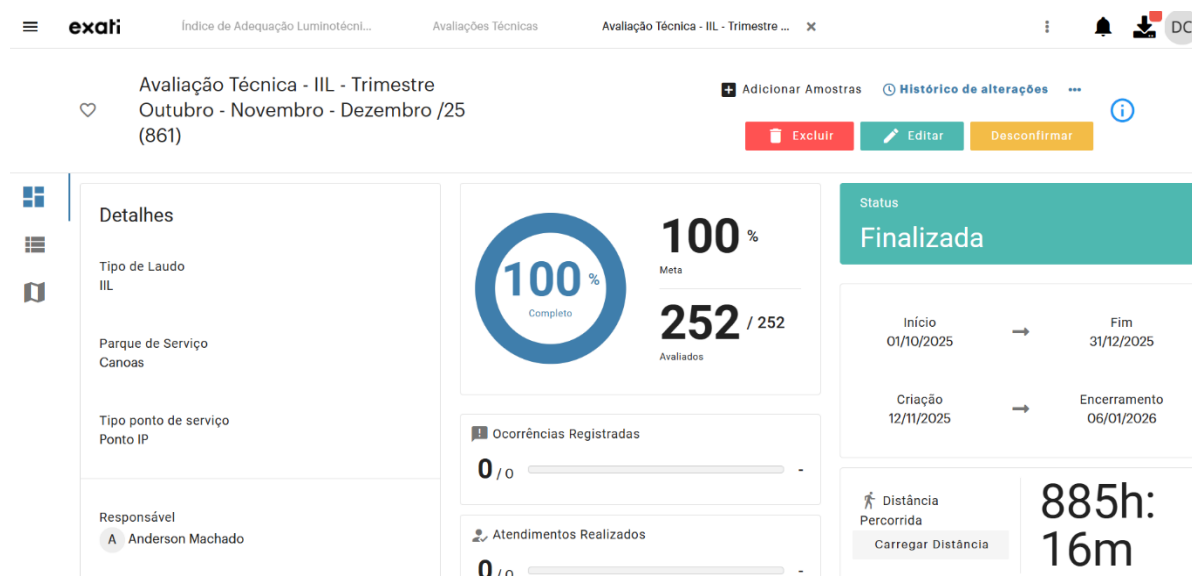 exati
Índice de Adequação Luminotécni...
Avaliações Técnicas
Avaliação Técnica - IIL - Trimestre ...
DC
Avaliação Técnica - IIL - Trimestre
Outubro - Novembro - Dezembro /25
(861)
Adicionar Amostras
Histórico de alterações
Excluir
Editar
Desconfirmar
Detalhes
Tipo de Laudo
IIL
Parque de Serviço
Canoas
Tipo ponto de serviço
Ponto IP
Responsável
A Anderson Machado
100 %
Completo
100 %
Meta
252 / 252
Avaliados
Ocorrências Registradas
0 / 0 -
Atendimentos Realizados
0 / 0 -
Status
Finalizada
Início
01/10/2025
Fim
31/12/2025
Criação
12/11/2025
Encerramento
06/01/2026
Distância
Percorrida
Carregar Distância
885h:
16m